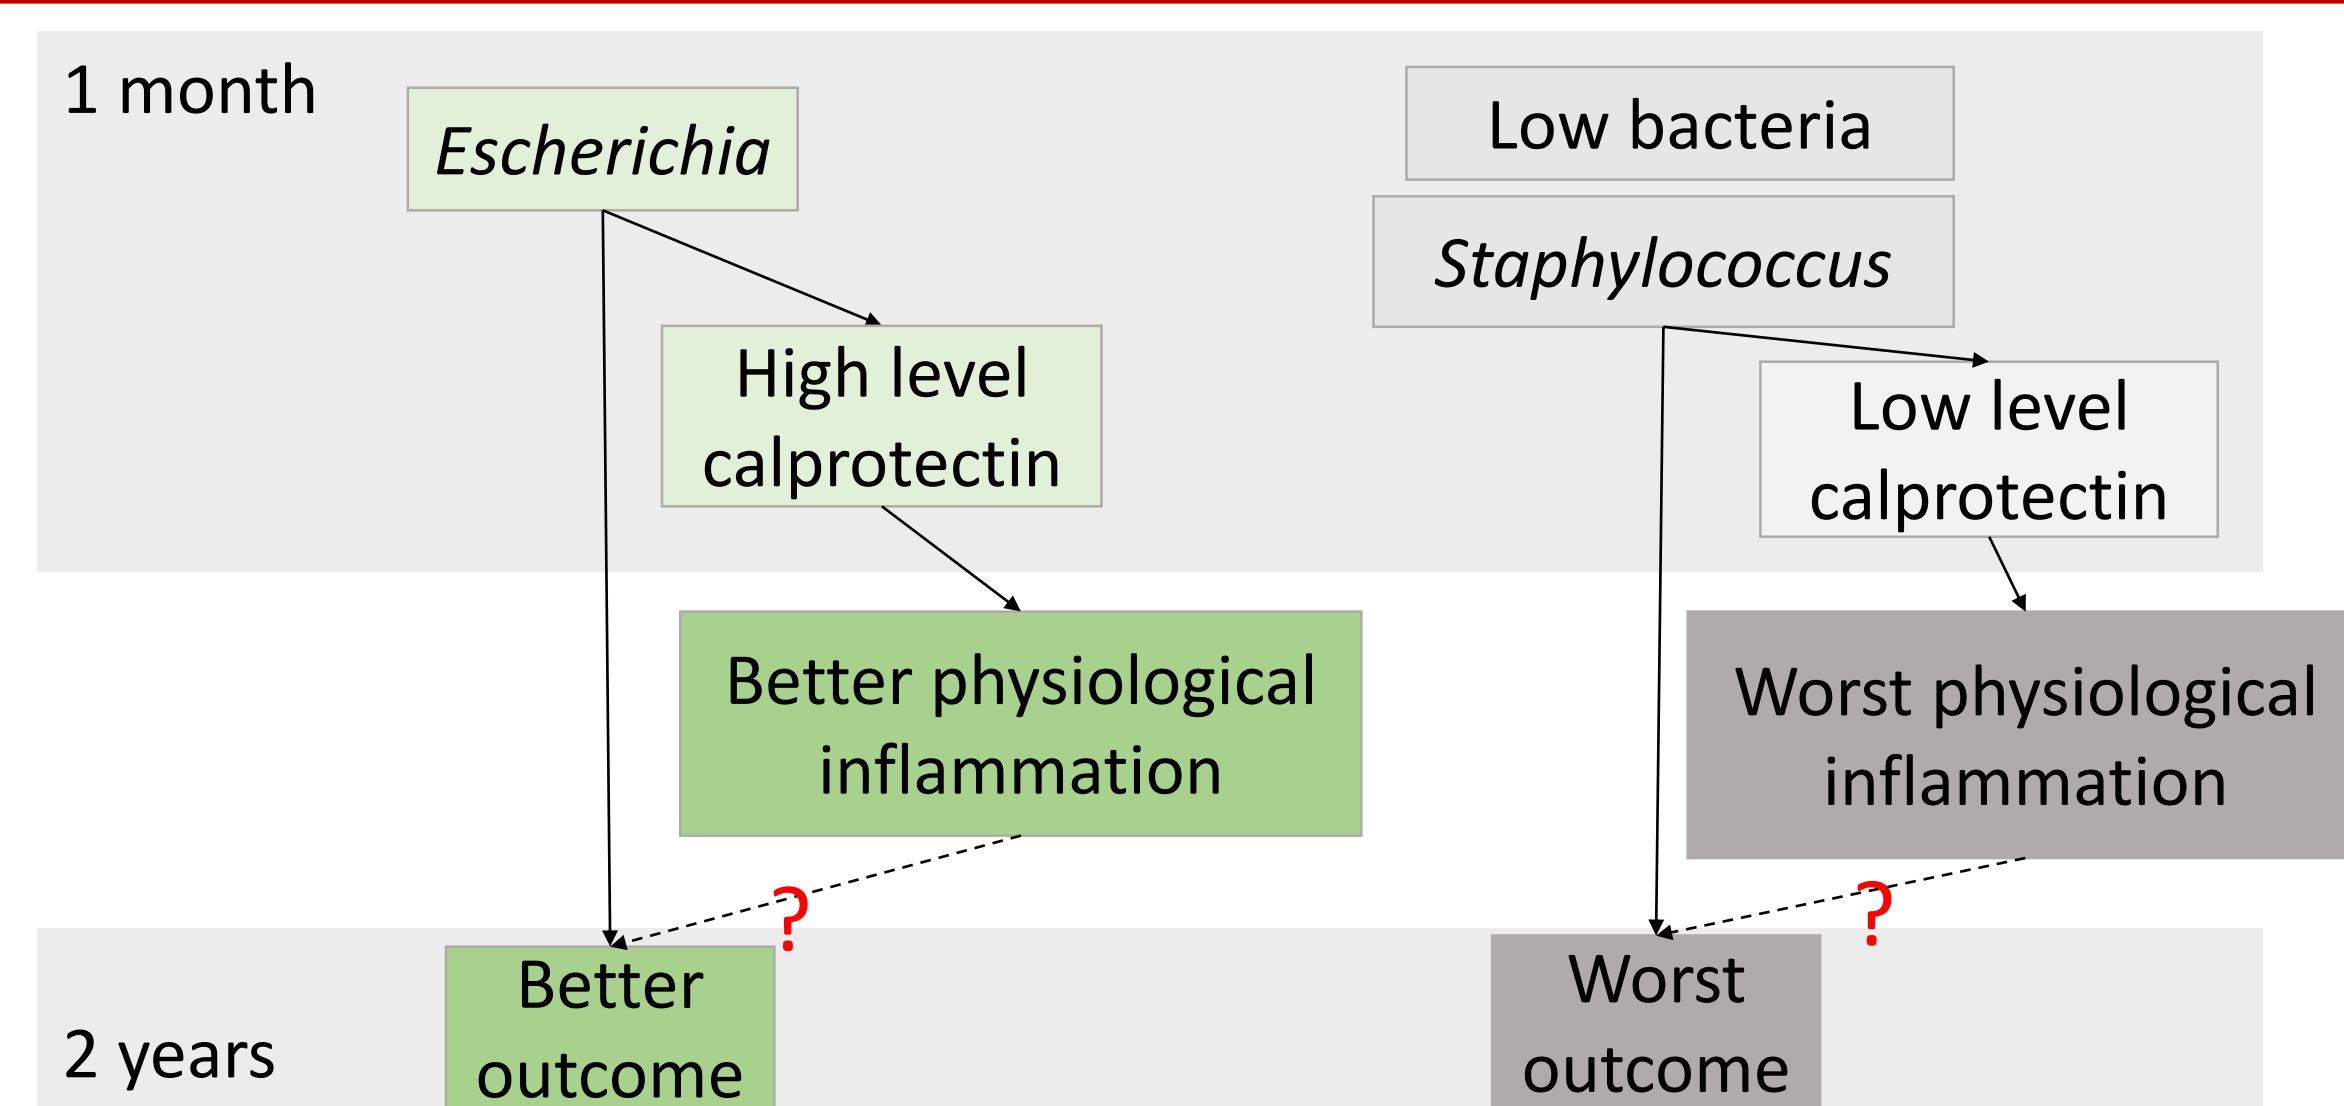 1 month
Escherichia
Low bacteria
Staphylococcus
High level
calprotectin
Low level
calprotectin
Better physiological
inflammation
Worst physiological
inflammation
?
?
Better
outcome
Worst
outcome
2 years